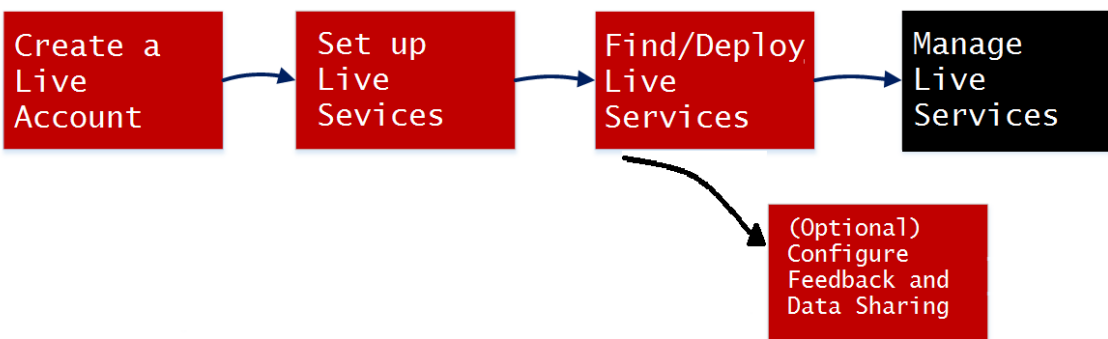 Create a
Live
Account
Set up
Live
Sevices
Find/Deploy
Live
Services
Manage
Live
Services
(Optional)
Configure
Feedback and
Data Sharing